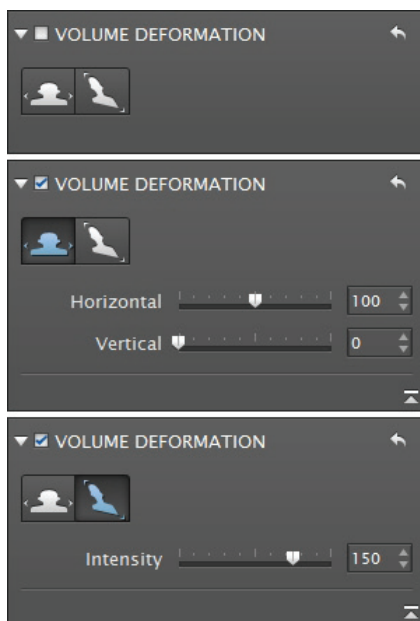 VOLUME DEFORMATION
VOLUME DEFORMATION
Horizontal 100
Vertical 0
VOLUME DEFORMATION
Intensity 150